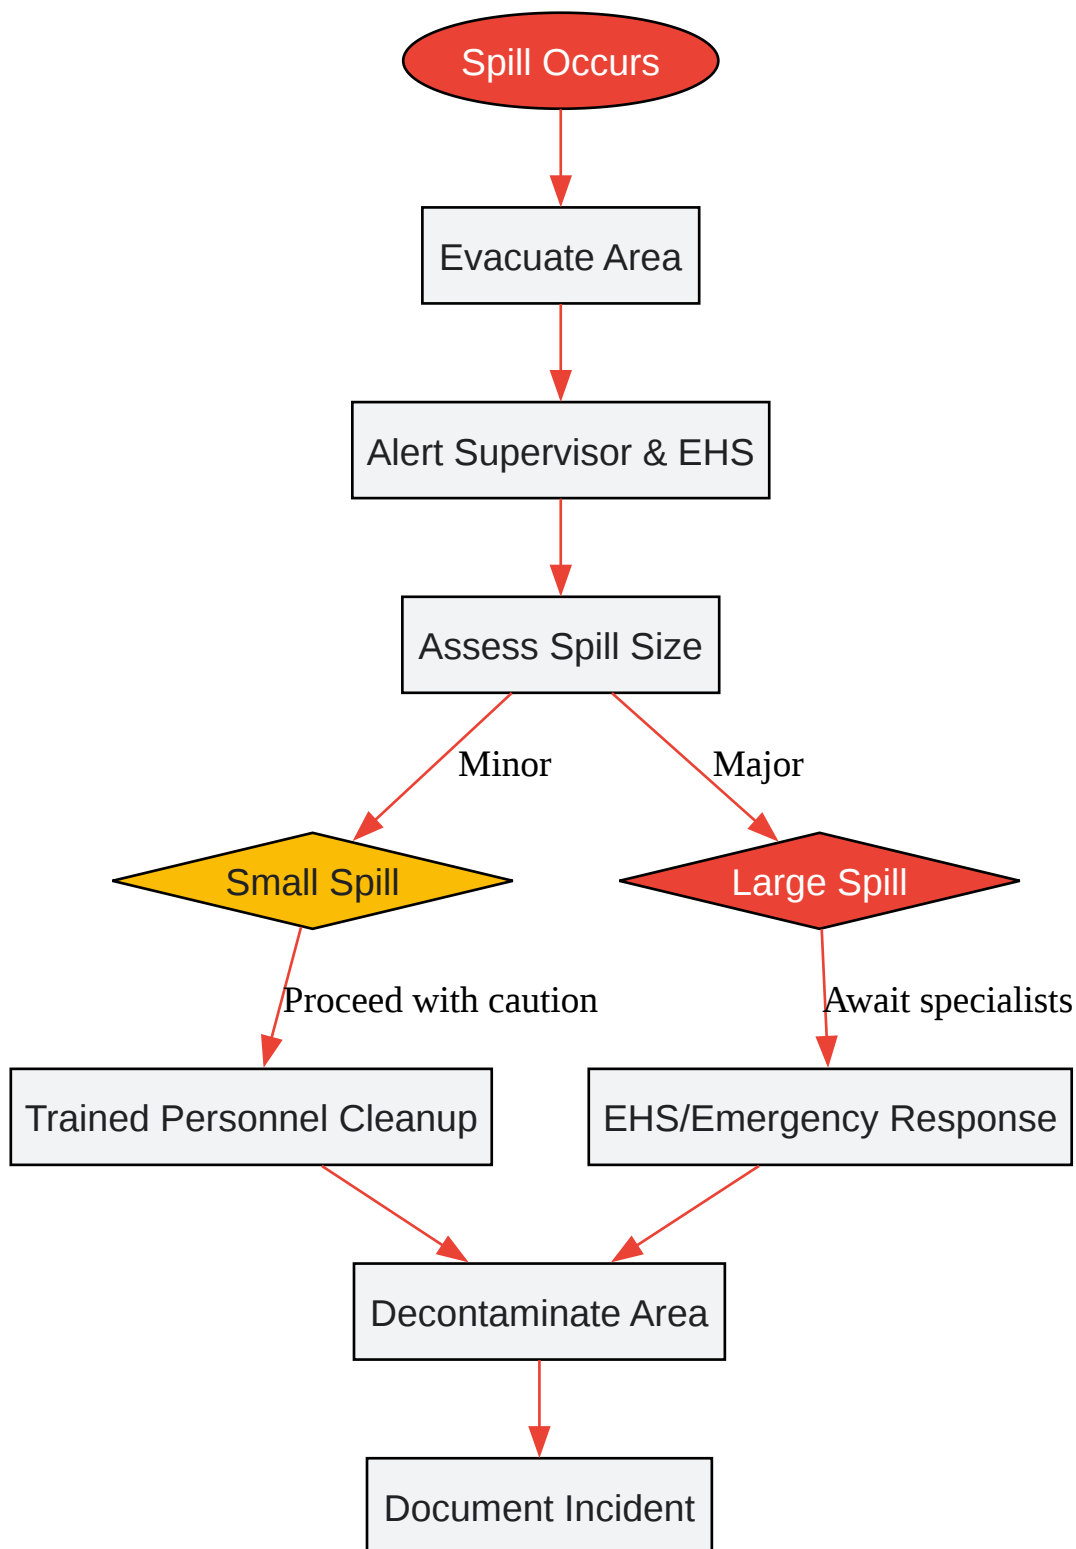 Spill Occurs
Evacuate Area
Alert Supervisor & EHS
Assess Spill Size
Minor
Major
Small Spill
Large Spill
Proceed with caution
Await specialists
Trained Personnel Cleanup
EHS/Emergency Response
Decontaminate Area
Document Incident